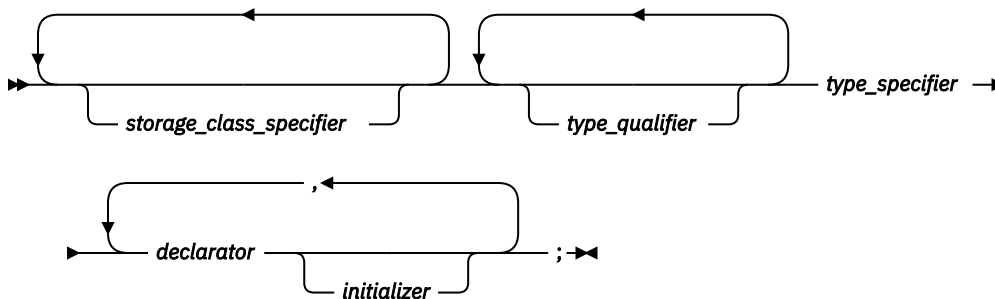 type_specifier
storage_class_specifier
type_qualifier
,
declarator
;
initializer